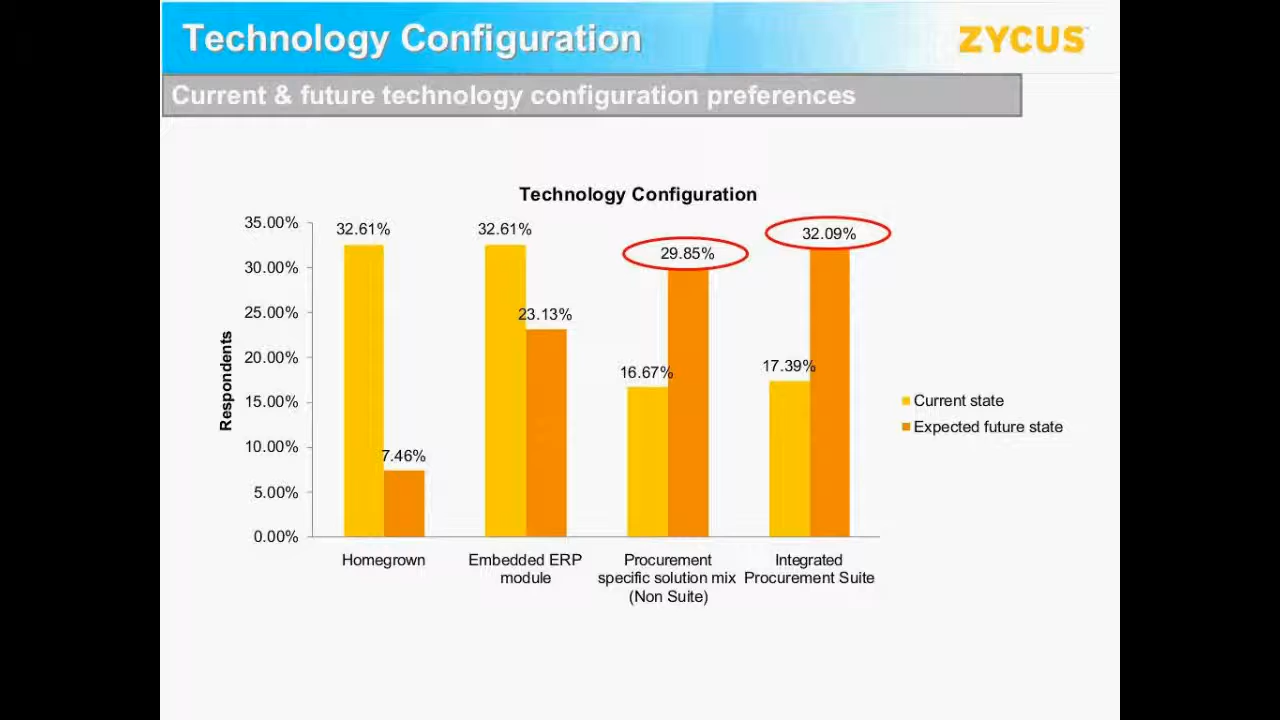 Technology Configuration
ZYCUS
Current & future technology configuration preferences
Technology Configuration
35.00%
30.00%
25.00%
20.00%
15.00%
10.00%
5.00%
0.00%
Respondents
32.61%
7.46%
32.61%
23.13%
16.67%
29.85%
17.39%
32.09%
Homegrown
Embedded ERP
module
Procurement
specific solution mix
(Non Suite)
Integrated
Procurement Suite
Current state
Expected future state